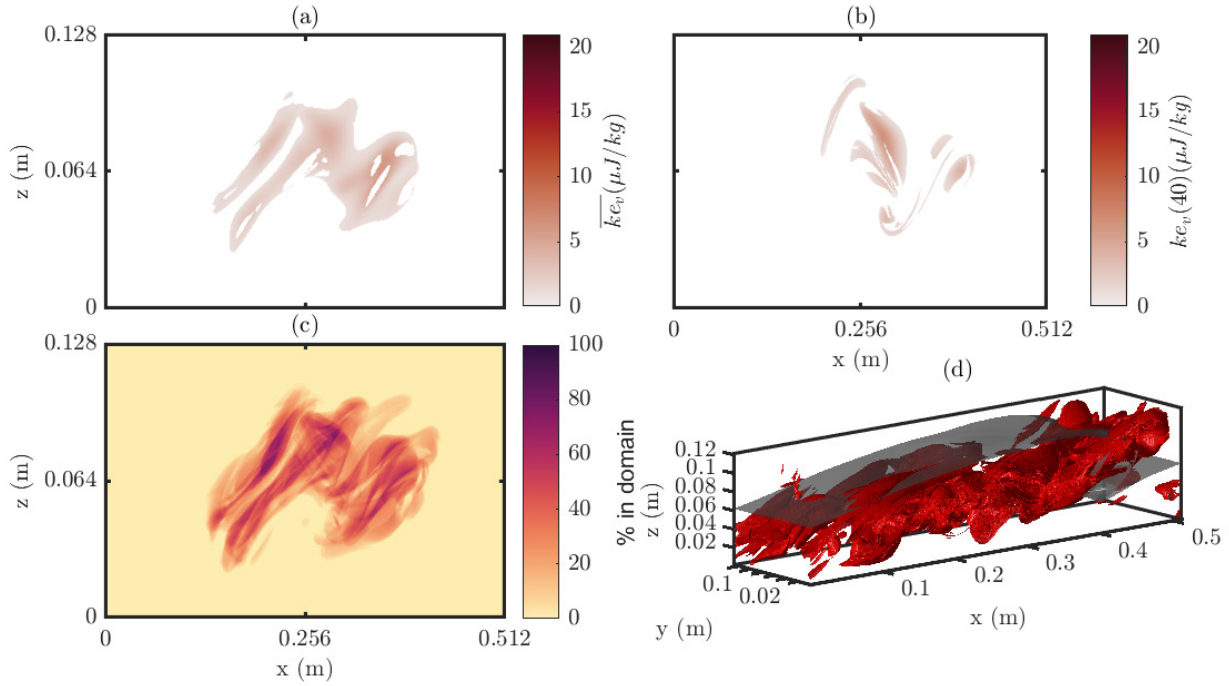 (a)
0.128
0.064
0
z (m)
20
15
10
5
0
\overline{ke_v}(μJ/kg)
(b)
0
0.256
0.512
x (m)
20
15
10
5
0
ke_v(40)(μJ/kg)
(c)
0.128
0.064
0
z (m)
0
0.256
0.512
x (m)
100
80
60
40
20
0
% in domain
(d)
0.12
0.1
0.08
0.06
0.04
0.02
z (m)
0.1
0.02
y (m)
0.1
0.2
0.3
0.4
0.5
x (m)